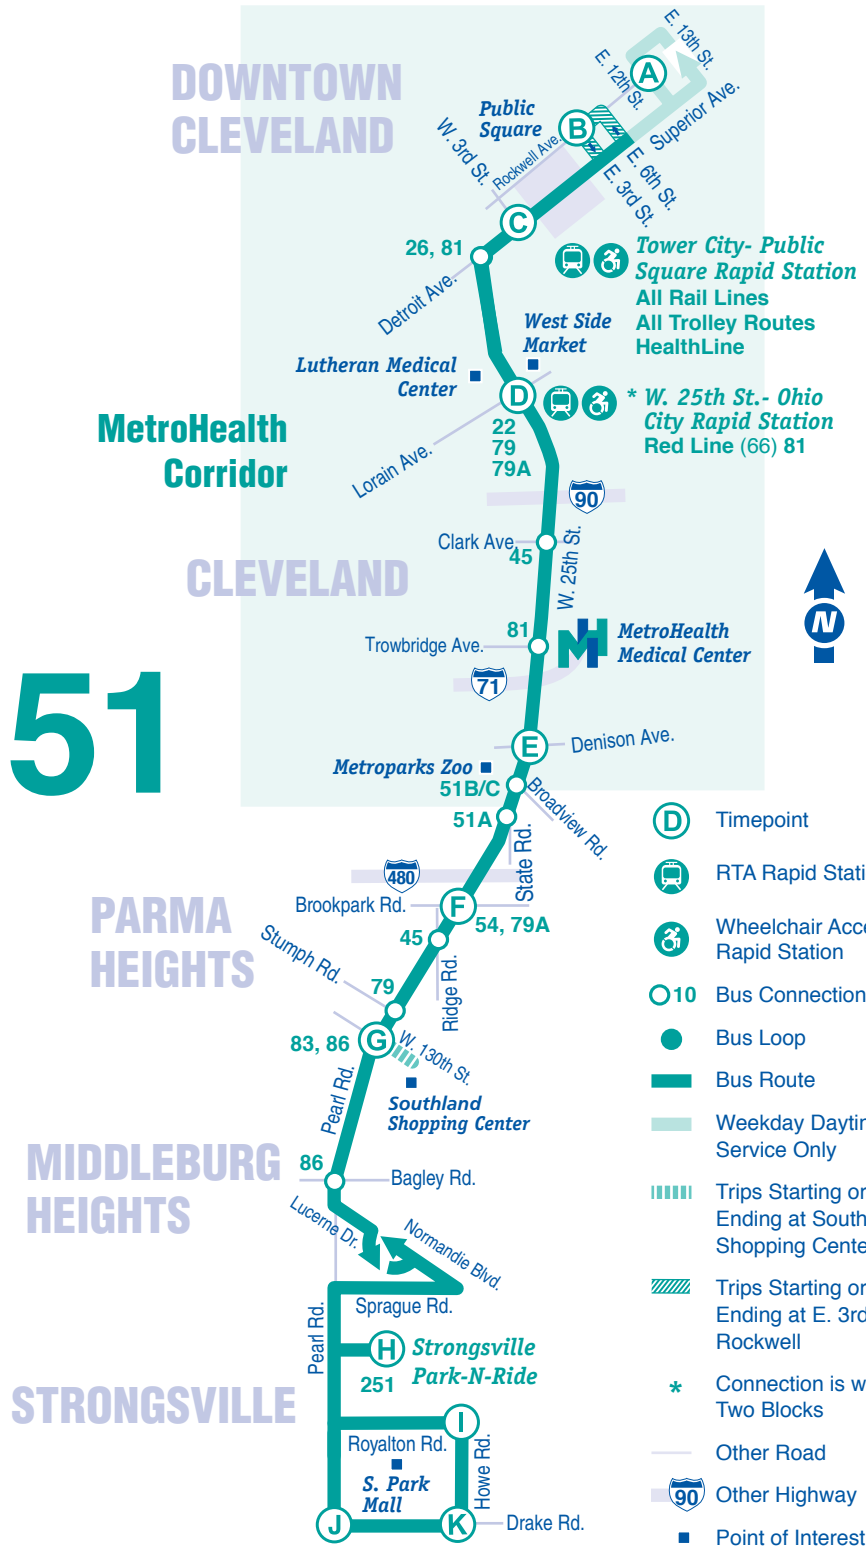 E. 13th St.
E. 12th St.
A
DOWNTOWN
CLEVELAND
Public
Square
B
Superior Ave.
W. 3rd St.
Rockwell Ave.
E. 6th St.
E. 3rd St.
C
26, 81
Tower City- Public
Square Rapid Station
All Rail Lines
All Trolley Routes
HealthLine
Detroit Ave.
West Side
Market
Lutheran Medical
Center
D
* W. 25th St.- Ohio
City Rapid Station
Red Line (66) 81
22
79
79A
MetroHealth
Corridor
Lorain Ave.
90
Clark Ave.
45
W. 25th St.
CLEVELAND
N
81
Trowbridge Ave.
MH
MetroHealth
Medical Center
71
51
E
Denison Ave.
Metroparks Zoo
51B/C
Broadview Rd.
51A
State Rd.
480
Brookpark Rd.
F
54, 79A
PARMA
HEIGHTS
45
Stumph Rd.
Ridge Rd.
79
G
83, 86
W. 130th St.
Pearl Rd.
Southland
Shopping Center
MIDDLEBURG
HEIGHTS
86
Bagley Rd.
Lucerne Dr.
Normandie Blvd.
Sprague Rd.
Pearl Rd.
H
Strongsville
Park-N-Ride
251
STRONGSVILLE
I
Royalton Rd.
S. Park
Mall
Howe Rd.
J
K
Drake Rd.
D
Timepoint
RTA Rapid Stati
Wheelchair Acce
Rapid Station
10
Bus Connection
Bus Loop
Bus Route
Weekday Daytin
Service Only
Trips Starting or
Ending at South
Shopping Cente
Trips Starting or
Ending at E. 3rd
Rockwell
*
Connection is w
Two Blocks
Other Road
90
Other Highway
Point of Interest